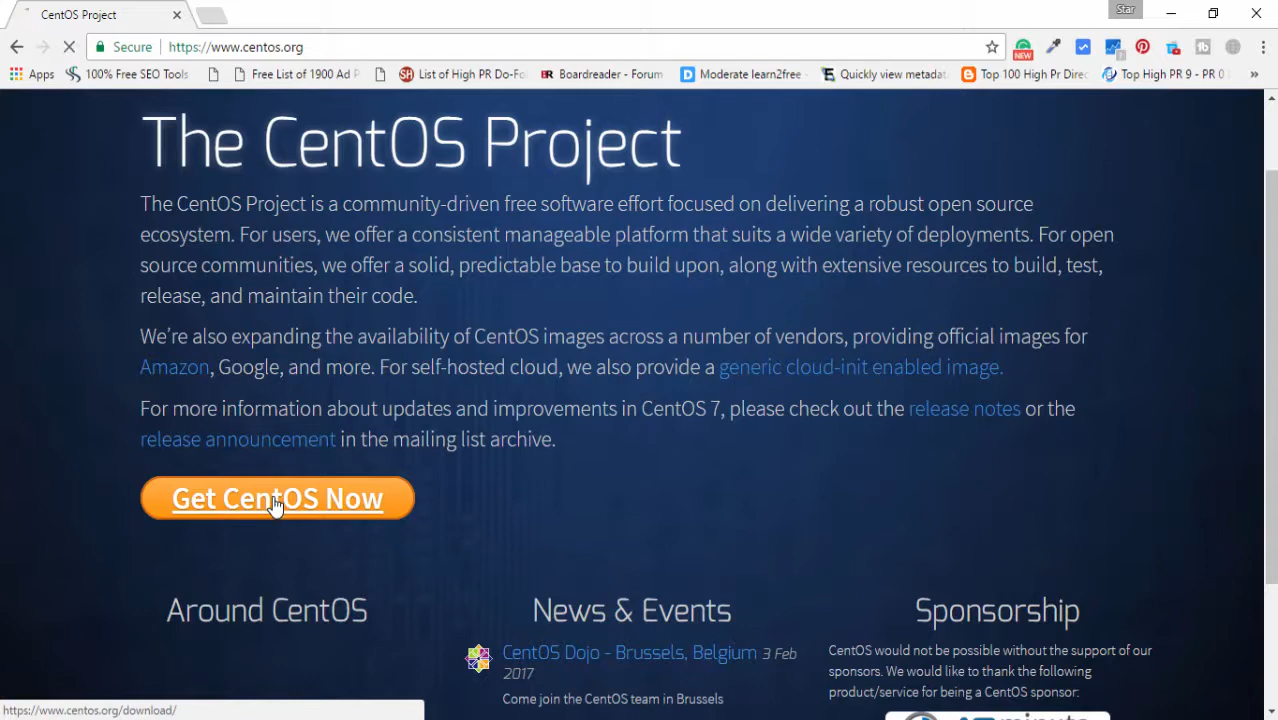 CentOS Project
Star
Secure
https://www.centos.org
NEW
Apps
100% Free SEO Tools
Free List of 1900 Ad P
List of High PR Do-Fo
Boardreader - Forum
Moderate learn2free -
Quickly view metadat
Top 100 High Pr Direc
Top High PR 9 - PR 0
The CentOS Project
The CentOS Project is a community-driven free software effort focused on delivering a robust open source
ecosystem. For users, we offer a consistent manageable platform that suits a wide variety of deployments. For open
source communities, we offer a solid, predictable base to build upon, along with extensive resources to build, test,
release, and maintain their code.
We're also expanding the availability of CentOS images across a number of vendors, providing official images for
Amazon, Google, and more. For self-hosted cloud, we also provide a generic cloud-init enabled image.
For more information about updates and improvements in CentOS 7, please check out the release notes or the
release announcement in the mailing list archive.
Get CentOS Now
Around CentOS
News & Events
CentOS Dojo - Brussels, Belgium 3 Feb
2017
Come join the CentOS team in Brussels
Sponsorship
CentOS would not be possible without the support of our
sponsors. We would like to thank the following
product/service for being a CentOS sponsor:
https://www.centos.org/download/